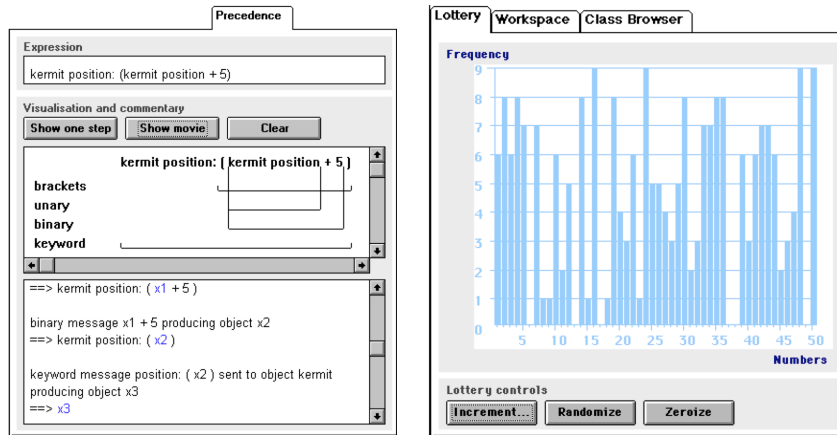 Precedence
Expression
kermit position: (kermit position + 5)
Visualisation and commentary
Show one step
Show movie
Clear
kermit position: ( kermit position + 5 )
brackets
unary
binary
keyword
==> kermit position: ( x1 + 5 )
binary message x1 + 5 producing object x2
==> kermit position: ( x2 )
keyword message position: ( x2 ) sent to object kermit
producing object x3
==> x3
Lottery
Workspace
Class Browser
Frequency
9
8
7
6
5
4
3
2
1
0
5 10 15 20 25 30 35 40 45 50
Numbers
Lottery controls
Increment...
Randomize
Zeroize